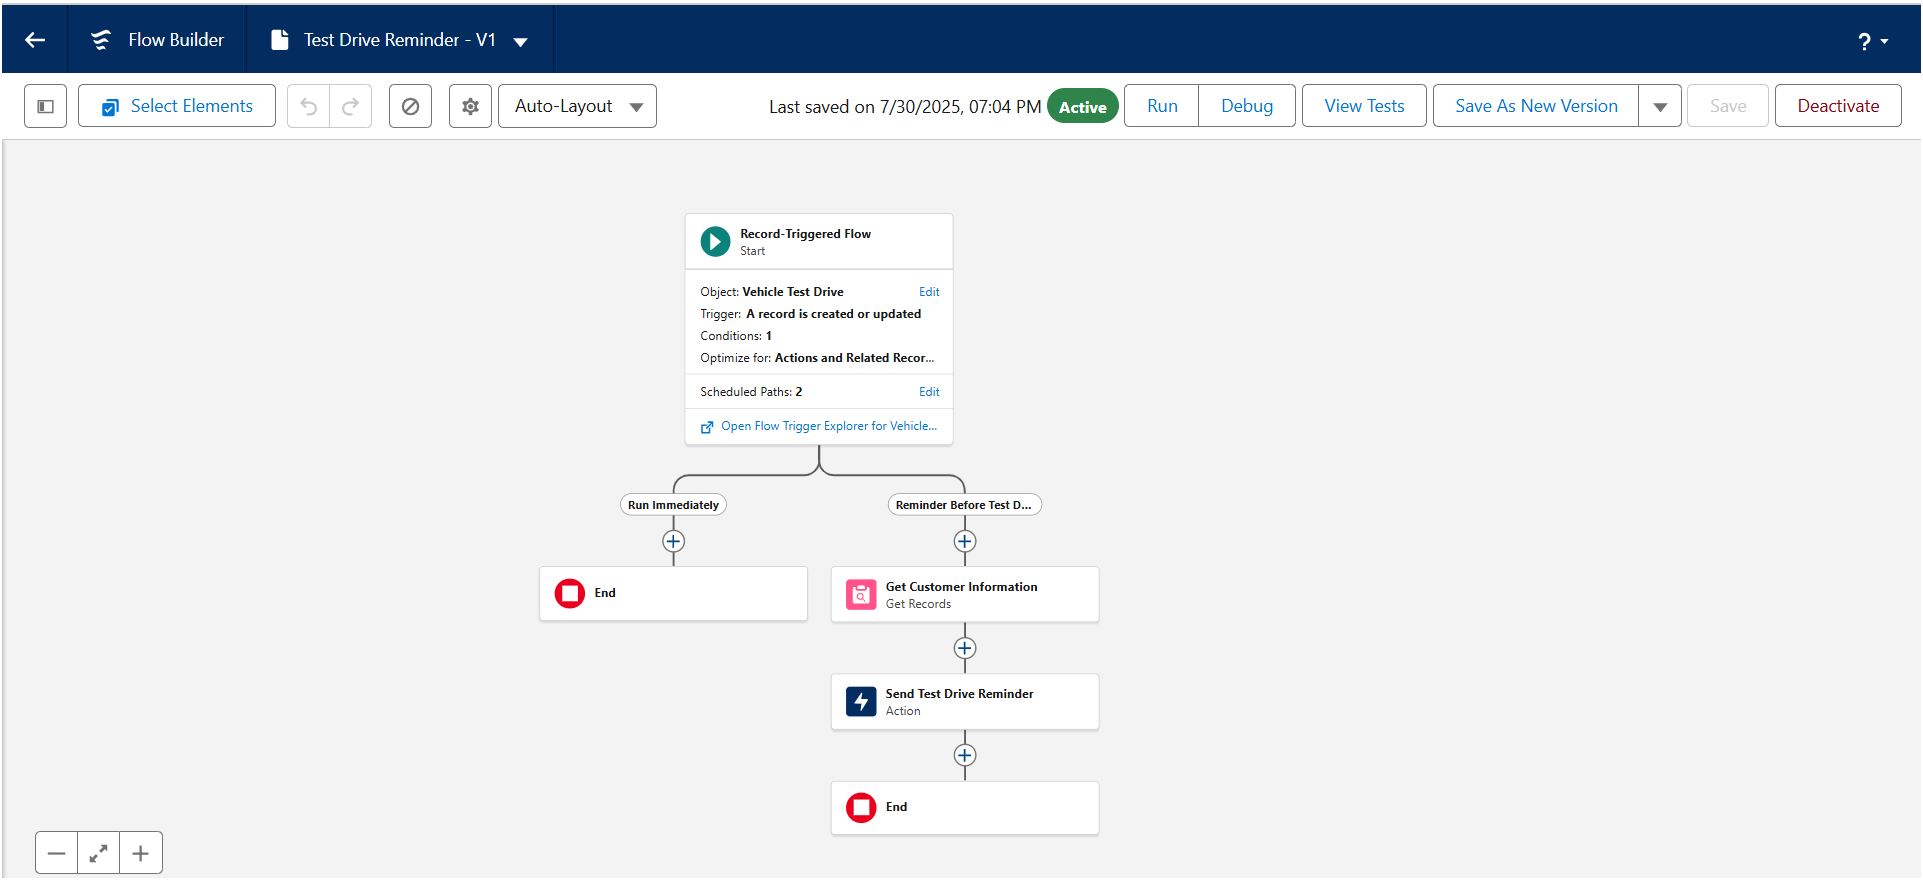 Flow Builder
Test Drive Reminder - V1
?
Select Elements
Auto-Layout
Last saved on 7/30/2025, 07:04 PM
Active
Run
Debug
View Tests
Save As New Version
Save
Deactivate
Record-Triggered Flow
Start
Object: Vehicle Test Drive
Edit
Trigger: A record is created or updated
Conditions: 1
Optimize for: Actions and Related Recor...
Scheduled Paths: 2
Edit
Open Flow Trigger Explorer for Vehicle...
Run Immediately
Reminder Before Test D...
End
Get Customer Information
Get Records
Send Test Drive Reminder
Action
End